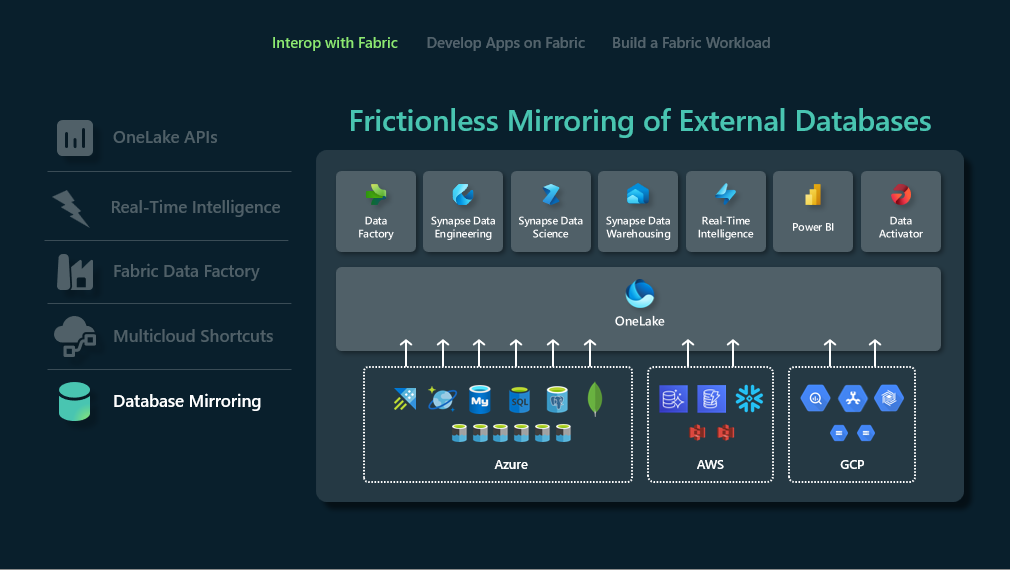 Interop with Fabric Develop Apps on Fabric Build a Fabric Workload
OneLake APIs
Real-Time Intelligence
Fabric Data Factory
Multicloud Shortcuts
Database Mirroring
Frictionless Mirroring of External Databases
Data
Factory
Synapse Data
Engineering
Synapse Data
Science
Synapse Data
Warehousing
Real-Time
Intelligence
Power BI
Data
Activator
OneLake
My
SQL
Azure
AWS
GCP